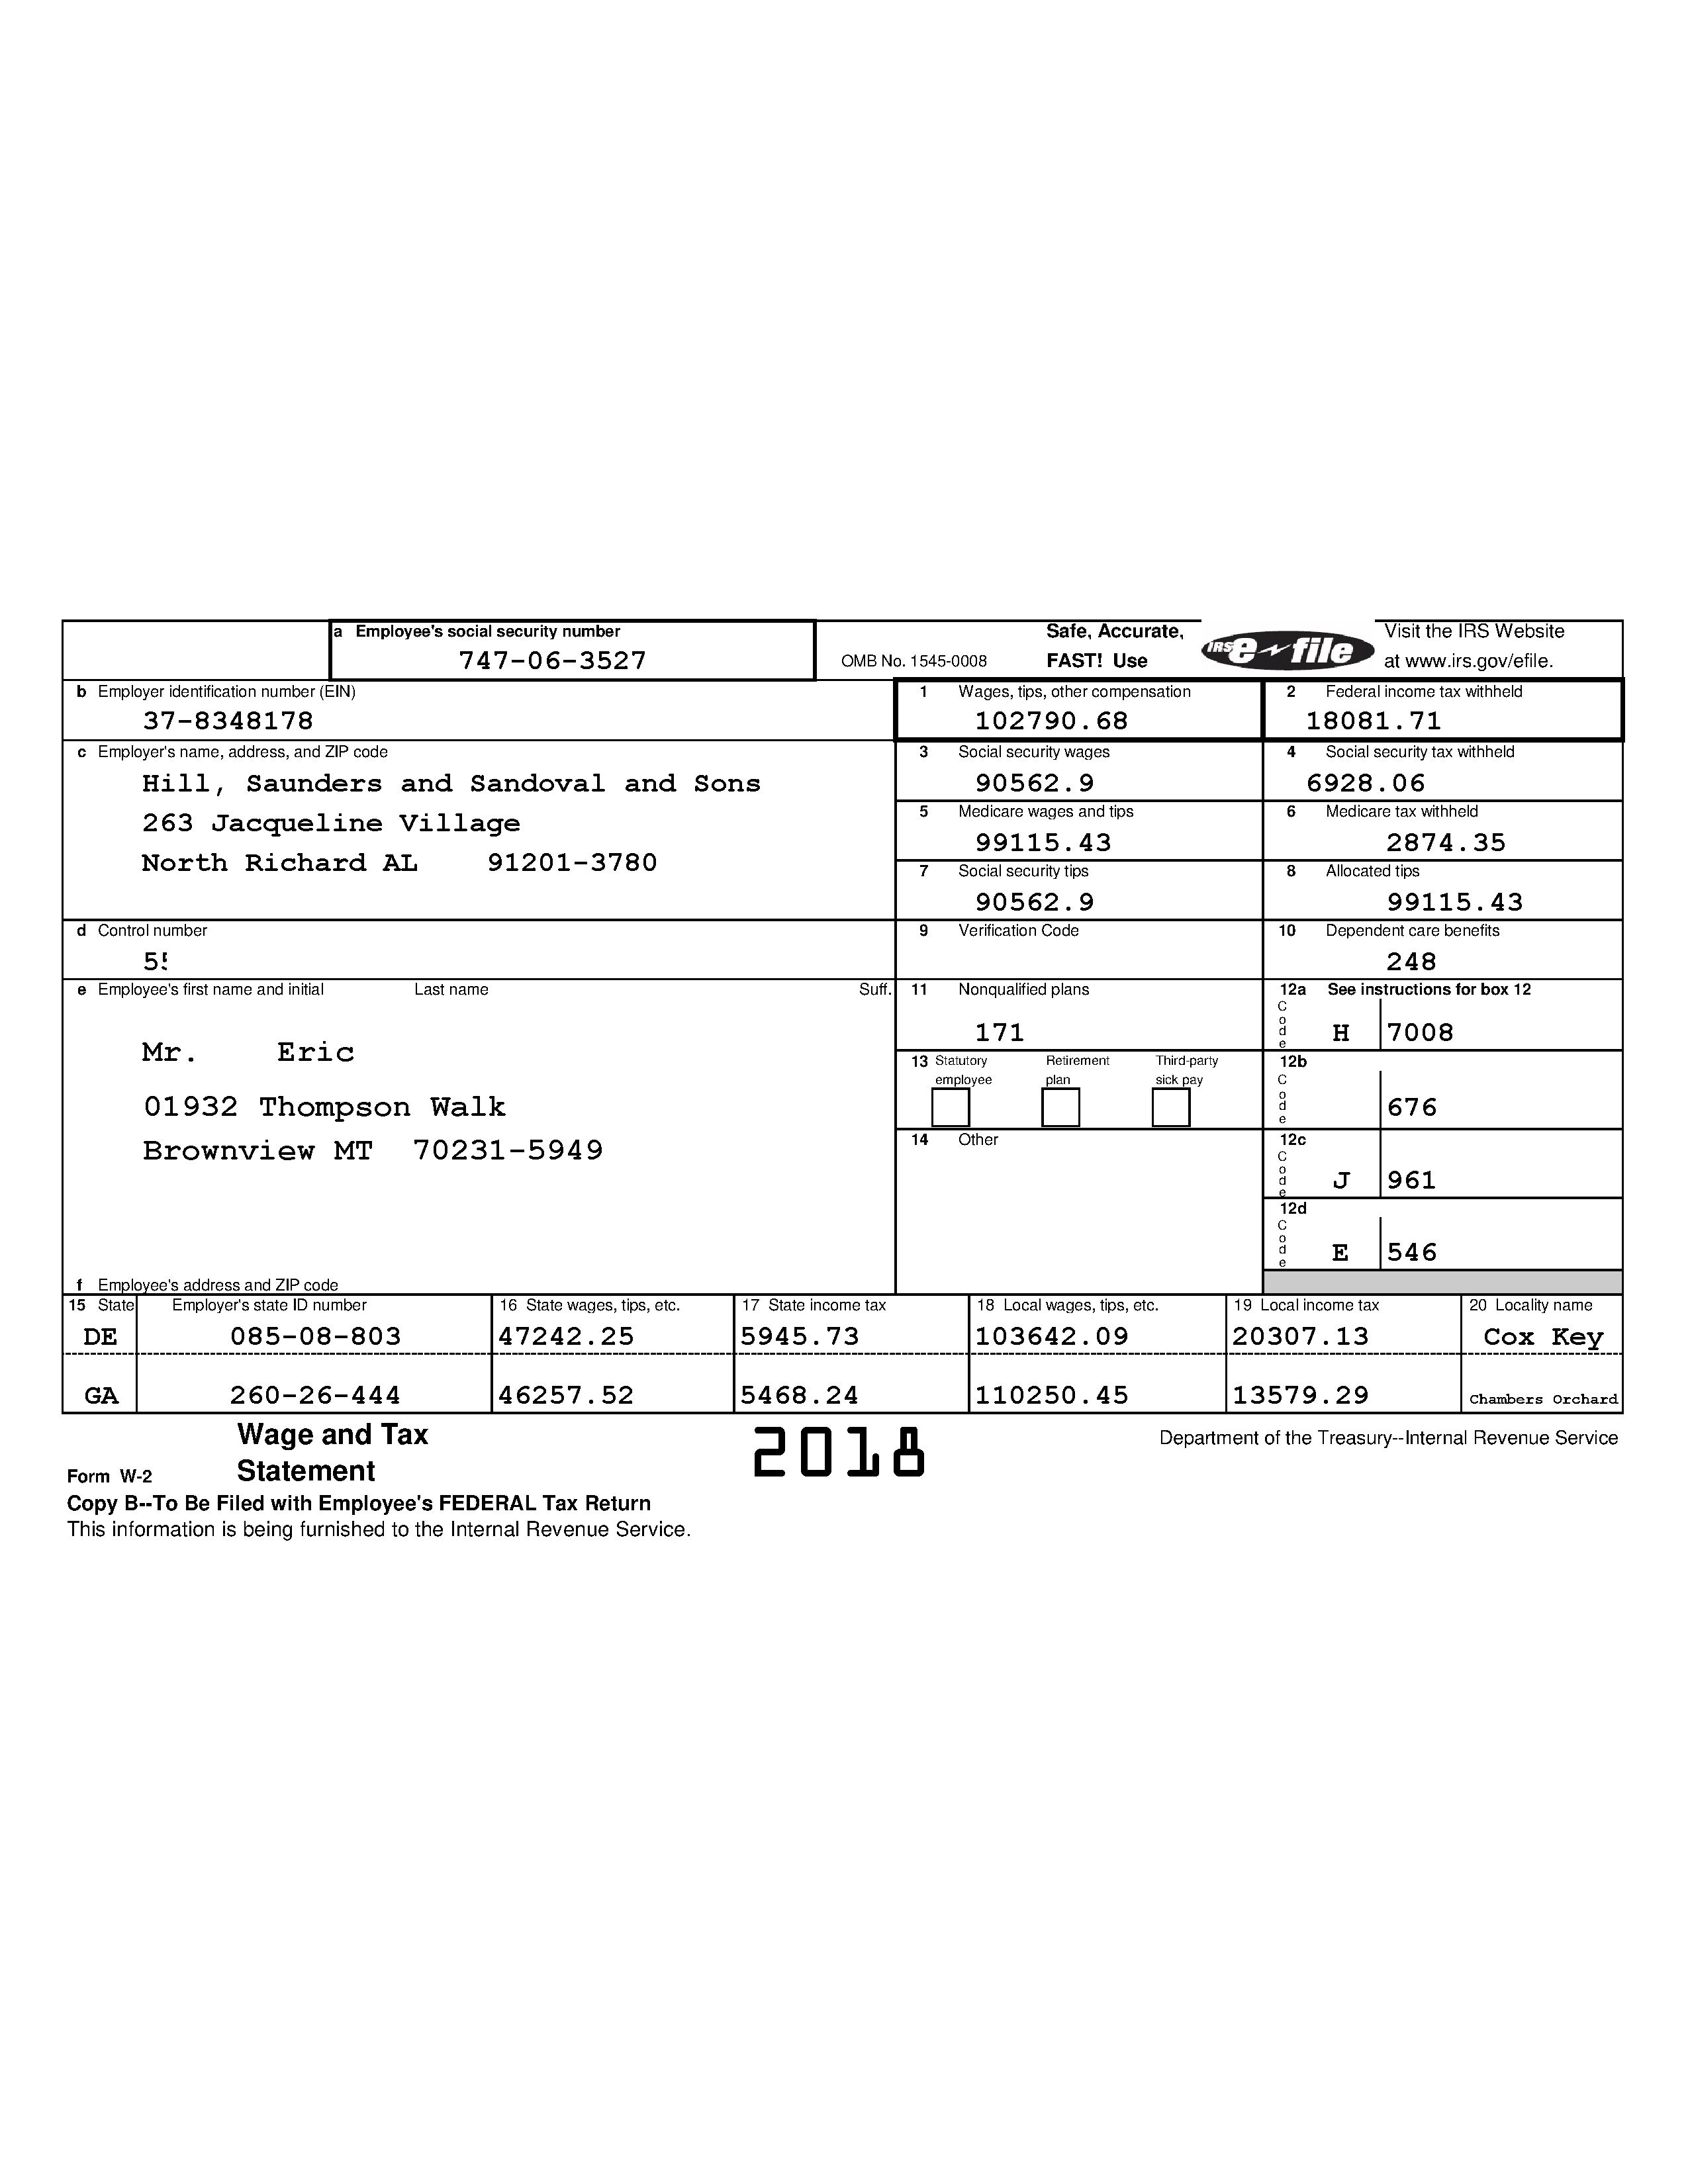 a Employee's social security number
747-06-3527
OMB No. 1545-0008
Safe, Accurate,
FAST! Use
IRS e file
Visit the IRS Website
at www.irs.gov/efile.
b Employer identification number (EIN)
37-8348178
1 Wages, tips, other compensation
102790.68
2 Federal income tax withheld
18081.71
c Employer's name, address, and ZIP code
Hill, Saunders and Sandoval and Sons
263 Jacqueline Village
North Richard AL 91201-3780
3 Social security wages
90562.9
4 Social security tax withheld
6928.06
5 Medicare wages and tips
99115.43
6 Medicare tax withheld
2874.35
7 Social security tips
90562.9
8 Allocated tips
99115.43
d Control number
9 Verification Code
10 Dependent care benefits
248
e Employee's first name and initial Last name Suff.
Mr. Eric
01932 Thompson Walk
Brownview MT 70231-5949
f Employee's address and ZIP code
11 Nonqualified plans
171
12a See instructions for box 12
Code H 7008
13 Statutory employee
Retirement plan
Third-party sick pay
12b
Code 676
14 Other
12c
Code J 961
12d
Code E 546
15 State Employer's state ID number 16 State wages, tips, etc. 17 State income tax 18 Local wages, tips, etc. 19 Local income tax 20 Locality name
DE 085-08-803 47242.25 5945.73 103642.09 20307.13 Cox Key
GA 260-26-444 46257.52 5468.24 110250.45 13579.29 Chambers Orchard
Form W-2
Wage and Tax
Statement
2018
Department of the Treasury--Internal Revenue Service
Copy B--To Be Filed with Employee's FEDERAL Tax Return
This information is being furnished to the Internal Revenue Service.